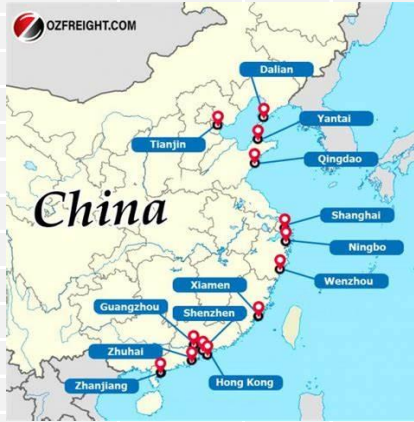 OZFREIGHT.COM
Dalian
Yantai
Tianjin
Qingdao
China
Shanghai
Ningbo
Xiamen
Wenzhou
Guangzhou
Shenzhen
Zhuhai
Zhanjiang
Hong Kong